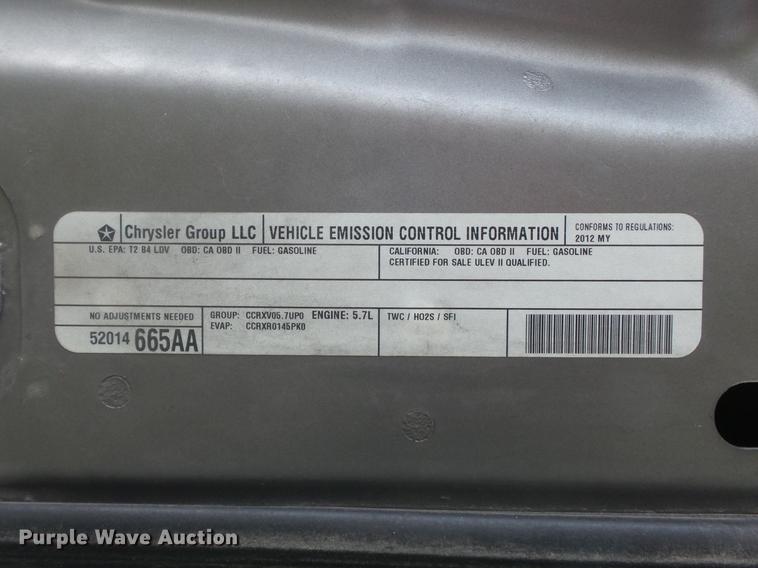 Chrysler Group LLC VEHICLE EMISSION CONTROL INFORMATION CONFORMS TO REGULATIONS:
2012 MY
U.S. EPA: T2 B4 LDV OBD: CA OBD II FUEL: GASOLINE
CALIFORNIA: OBD: CA OBD II FUEL: GASOLINE
CERTIFIED FOR SALE ULEV II QUALIFIED.
NO ADJUSTMENTS NEEDED
52014 665AA
GROUP: CCRXV05.7UP0 ENGINE: 5.7L
EVAP: CCRXR0145PK0
TWC / HO2S / SFI
Purple Wave Auction